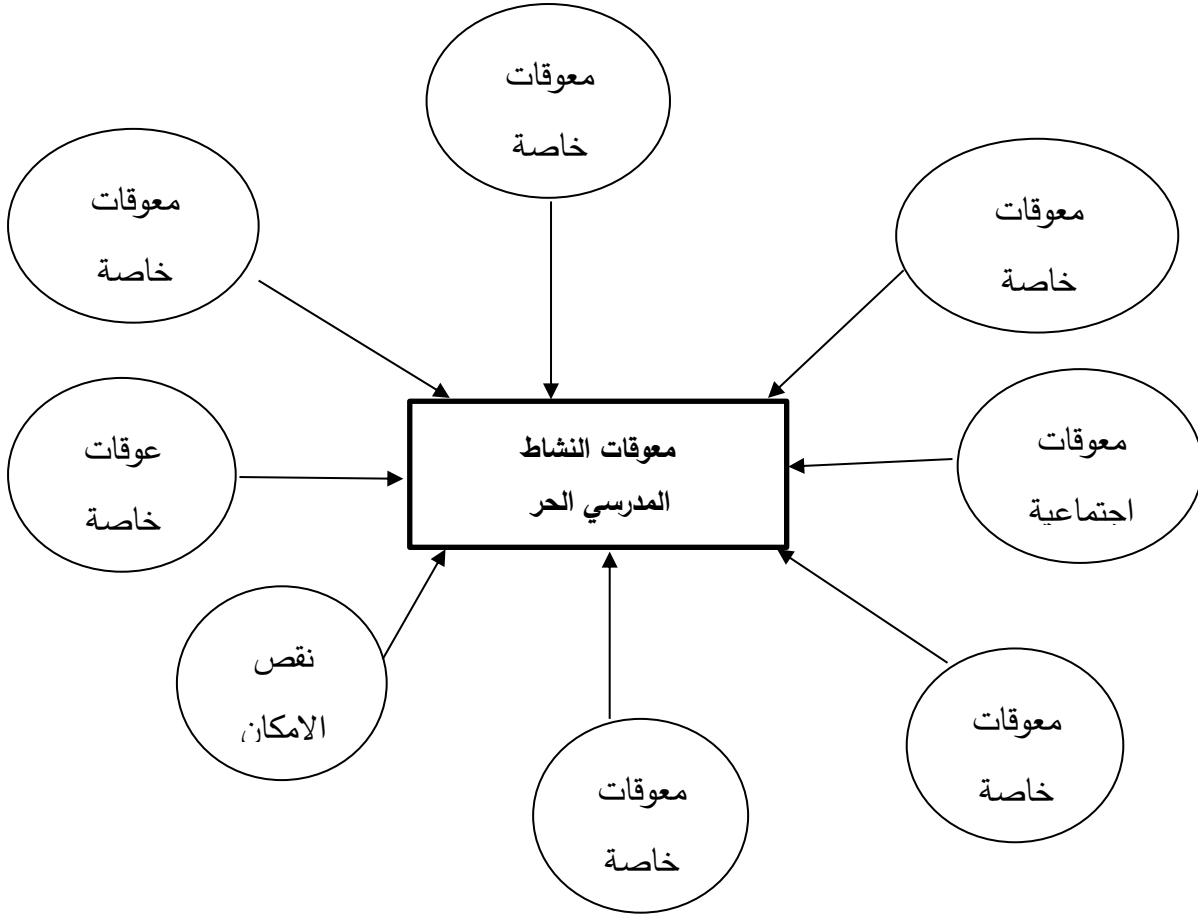 معوقات
خاصة
معوقات
خاصة
معوقات
خاصة
معوقات النشاط
المدرسي الحر
معوقات
اجتماعية
عوقات
خاصة
نقص
الامكان
معوقات
خاصة
معوقات
خاصة